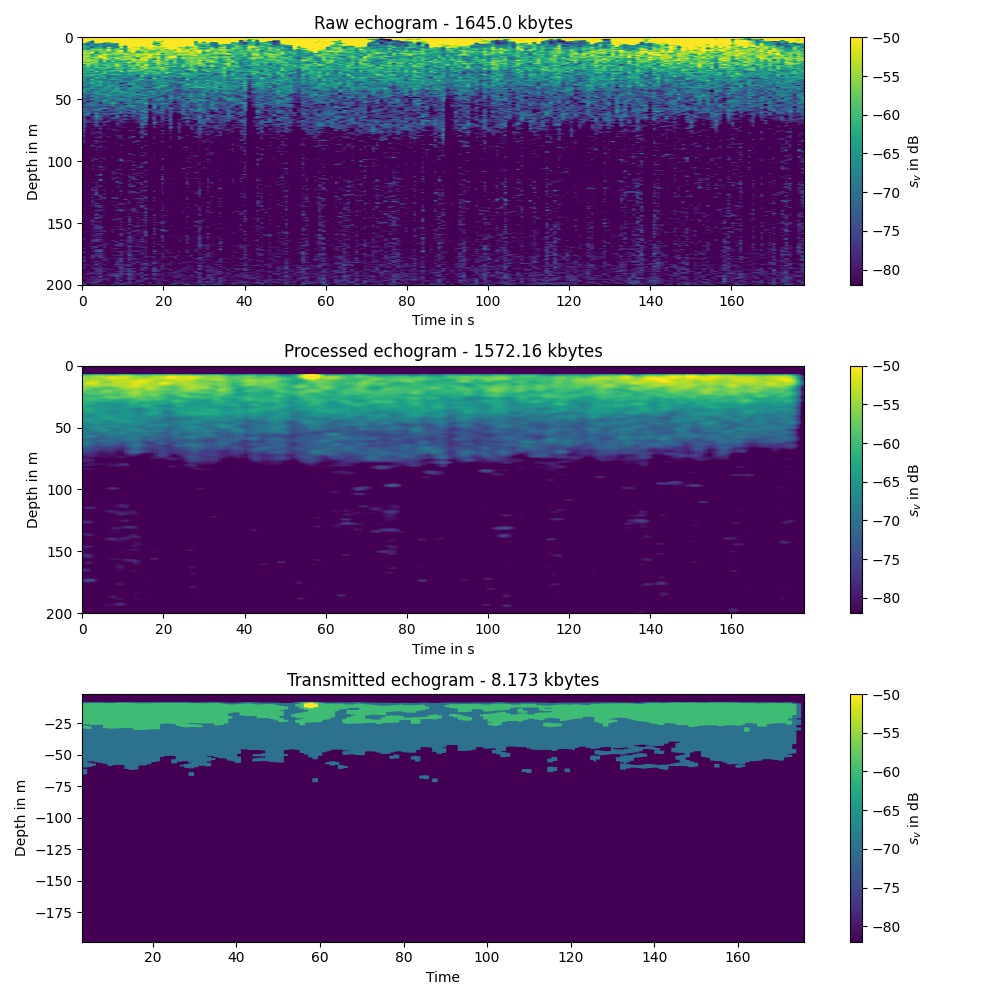 Raw echogram - 1645.0 kbytes
0
50
100
150
200
Depth in m
0 20 40 60 80 100 120 140 160
Time in s
−50
−55
−60
−65
−70
−75
−80
sv in dB
Processed echogram - 1572.16 kbytes
0
50
100
150
200
Depth in m
0 20 40 60 80 100 120 140 160
Time in s
−50
−55
−60
−65
−70
−75
−80
sv in dB
Transmitted echogram - 8.173 kbytes
−25
−50
−75
−100
−125
−150
−175
Depth in m
20 40 60 80 100 120 140 160
Time
−50
−55
−60
−65
−70
−75
−80
sv in dB